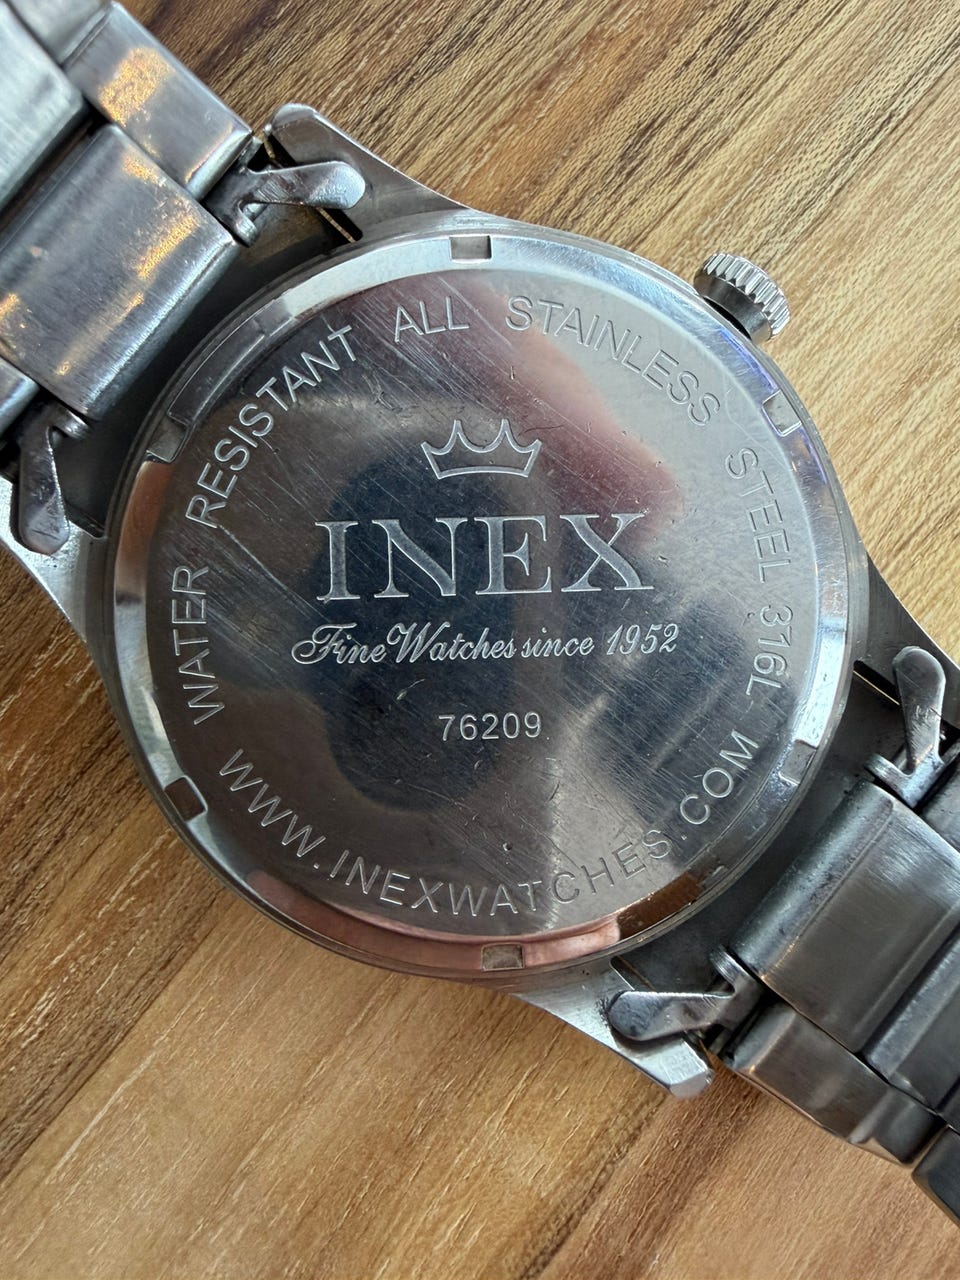 WATER RESISTANT ALL STAINLESS STEEL 316L
INEX
Fine Watches since 1952
76209
WWW.INEXWATCHES.COM